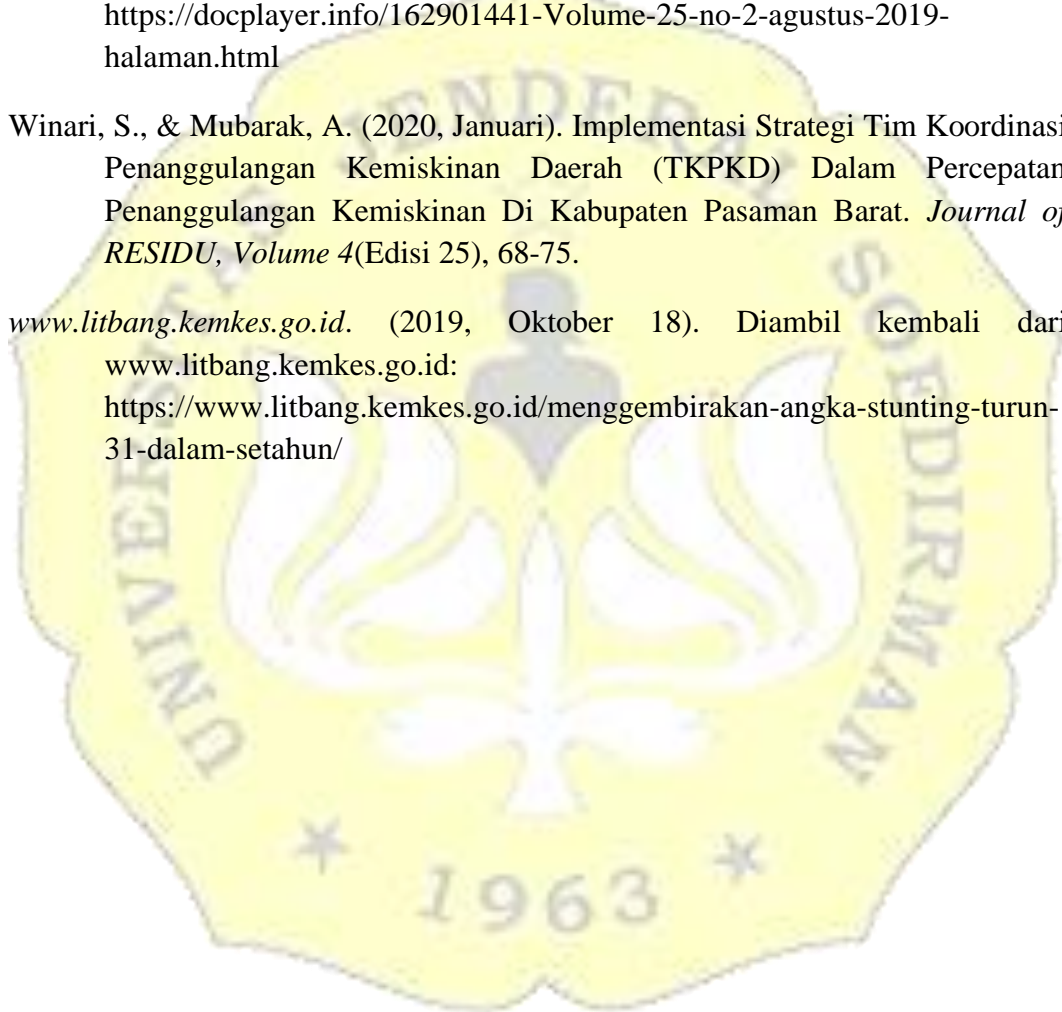 https://docplayer.info/162901441-Volume-25-no-2-agustus-2019-
halaman.html
Winari, S., & Mubarak, A. (2020, Januari). Implementasi Strategi Tim Koordinasi
Penanggulangan Kemiskinan Daerah (TKPKD) Dalam Percepatan
Penanggulangan Kemiskinan Di Kabupaten Pasaman Barat. Journal of
RESIDU, Volume 4(Edisi 25), 68-75.
www.litbang.kemkes.go.id. (2019, Oktober 18). Diambil kembali dari
www.litbang.kemkes.go.id:
https://www.litbang.kemkes.go.id/menggembirakan-angka-stunting-turun-
31-dalam-setahun/
UNIVERSITAS JENDERAL SOEDIRMAN
1963